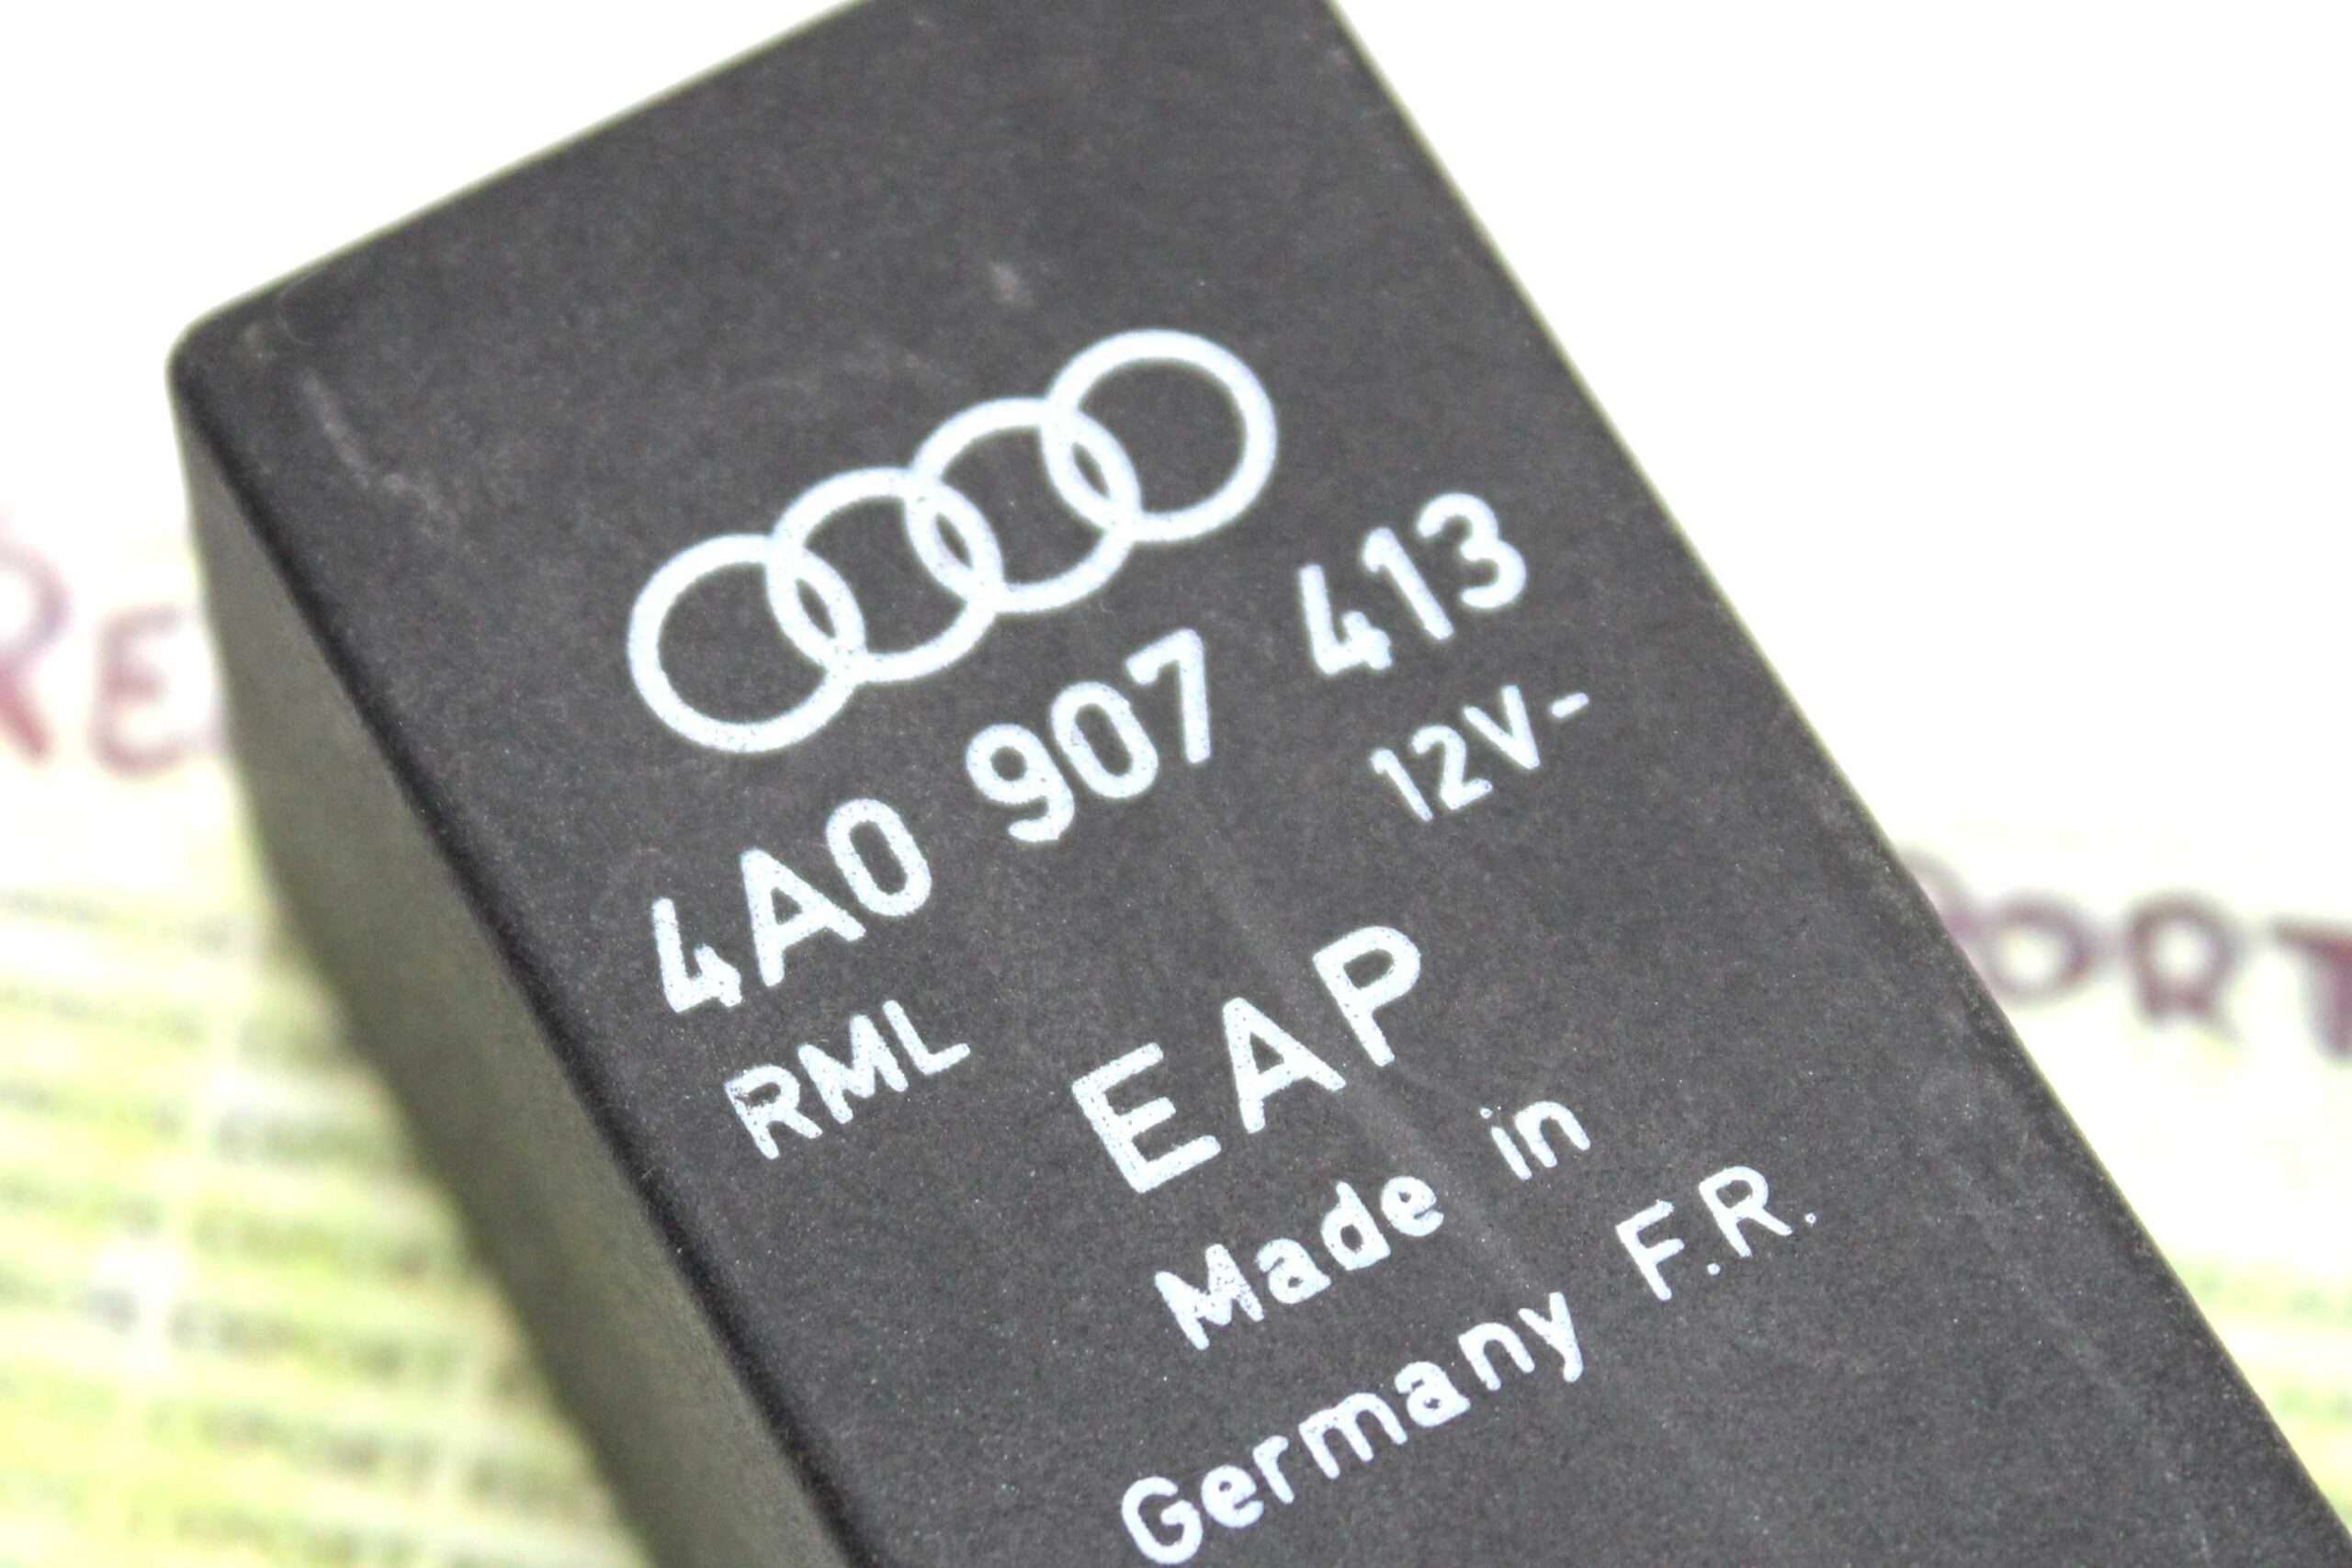 4A0 907 413
12V-
RML
EAP
Made in
Germany F.R.